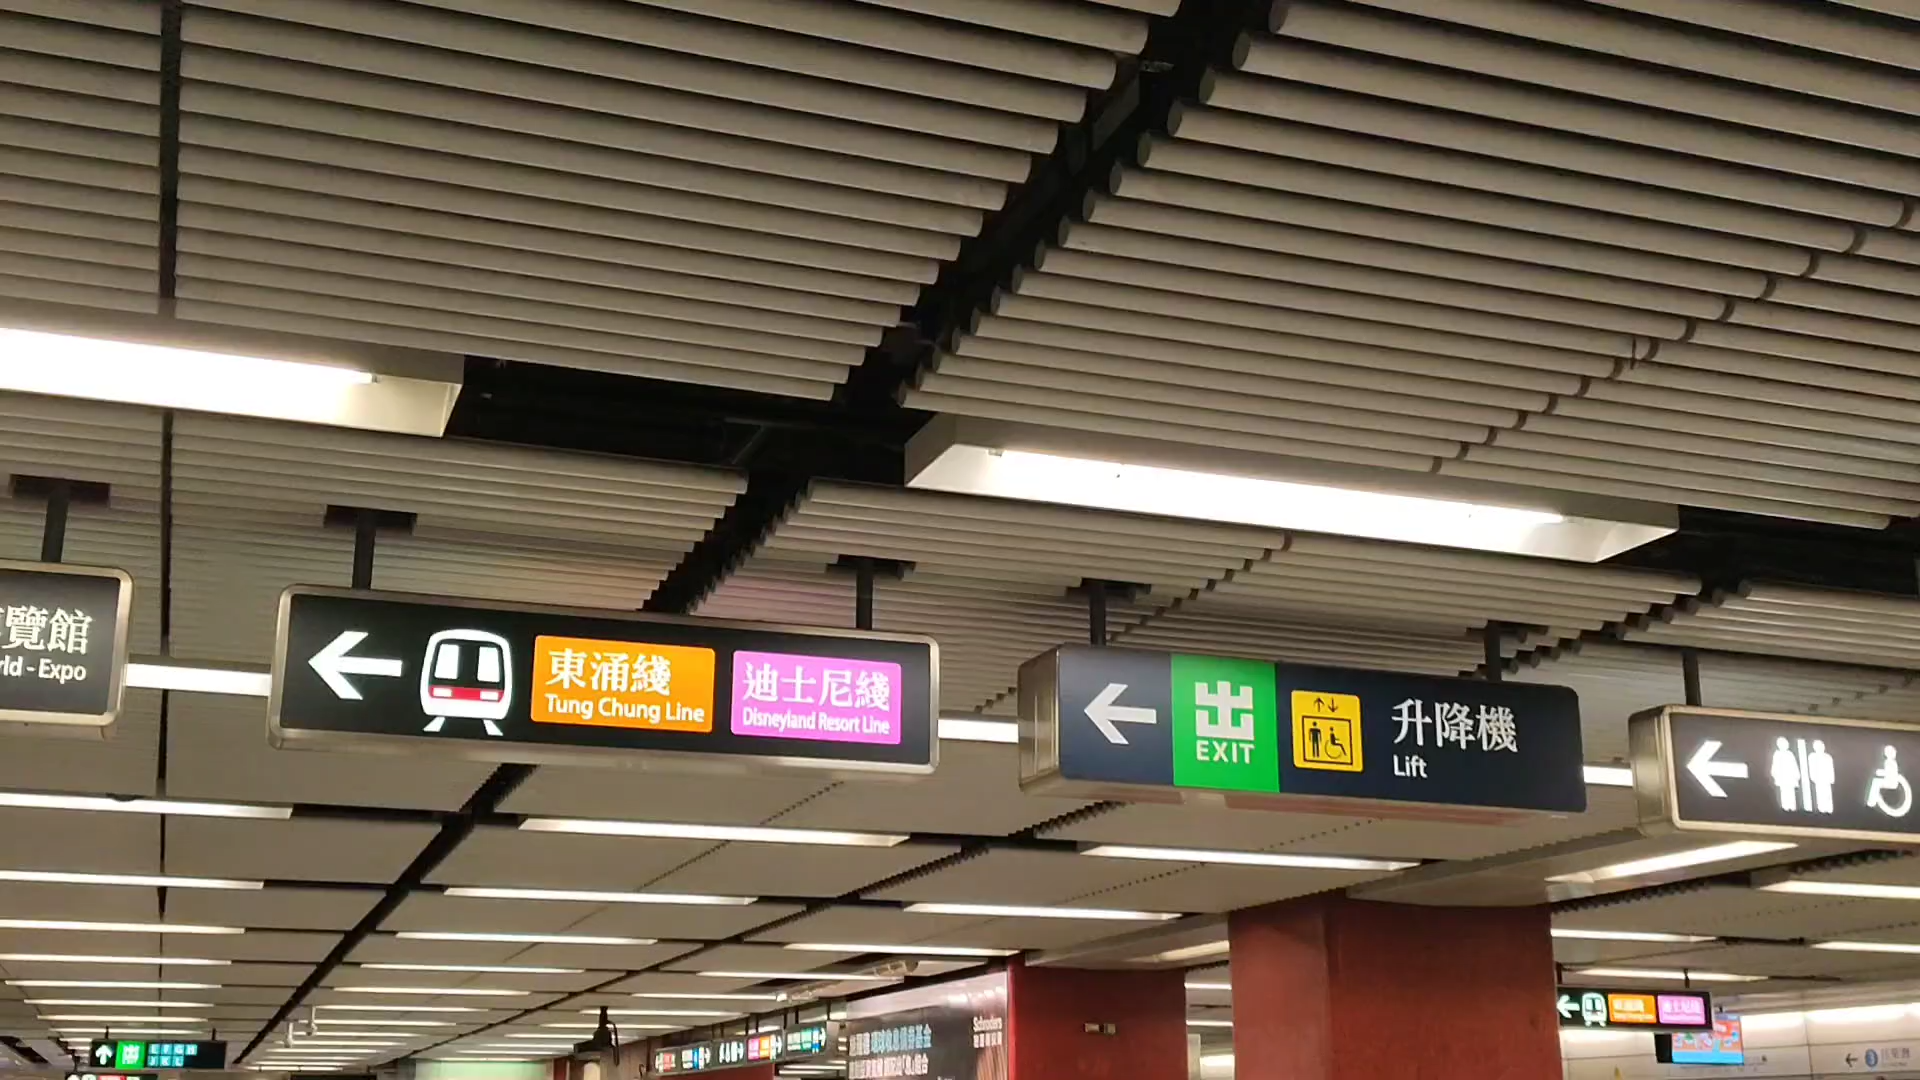 覽館
rld - Expo
東涌綫
Tung Chung Line
迪士尼綫
Disneyland Resort Line
出
EXIT
升降機
Lift
Schroders